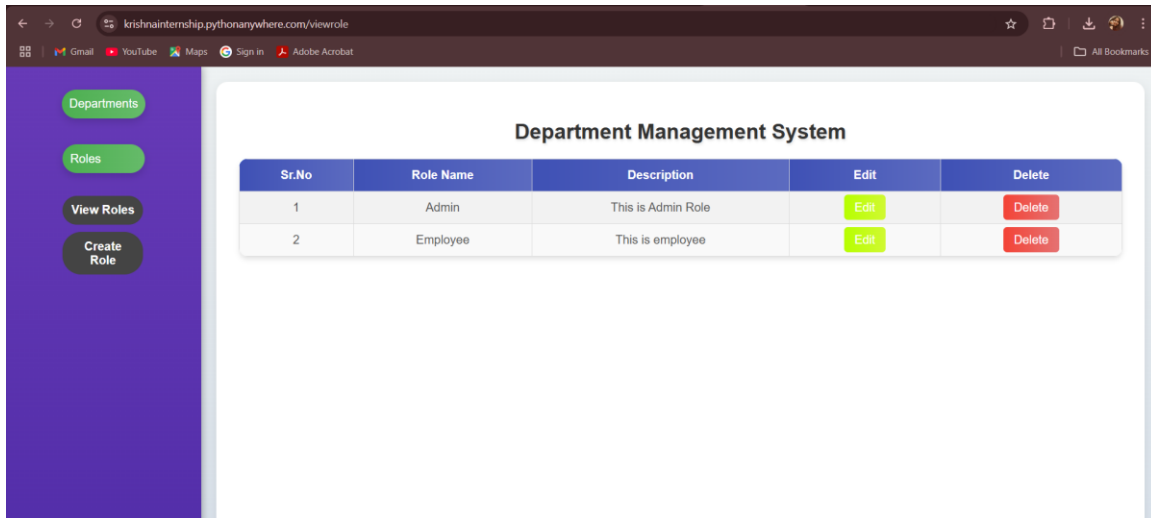 krishnainternship.pythonanywhere.com/viewrole
Gmail YouTube Maps Sign in Adobe Acrobat All Bookmarks
Departments
Roles
View Roles
Create
Role
Department Management System
Sr.No Role Name Description Edit Delete
1 Admin This is Admin Role Edit Delete
2 Employee This is employee Edit Delete